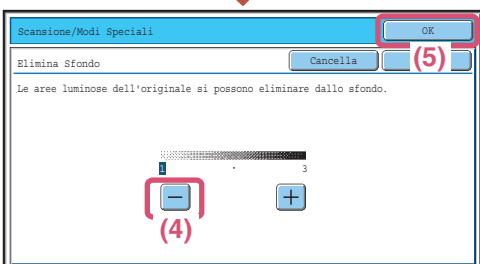 Scansione/Modi Speciali
OK
Elimina Sfondo
Cancella
(5)
Le aree luminose dell'originale si possono eliminare dallo sfondo.
1 · 3
− +
(4)